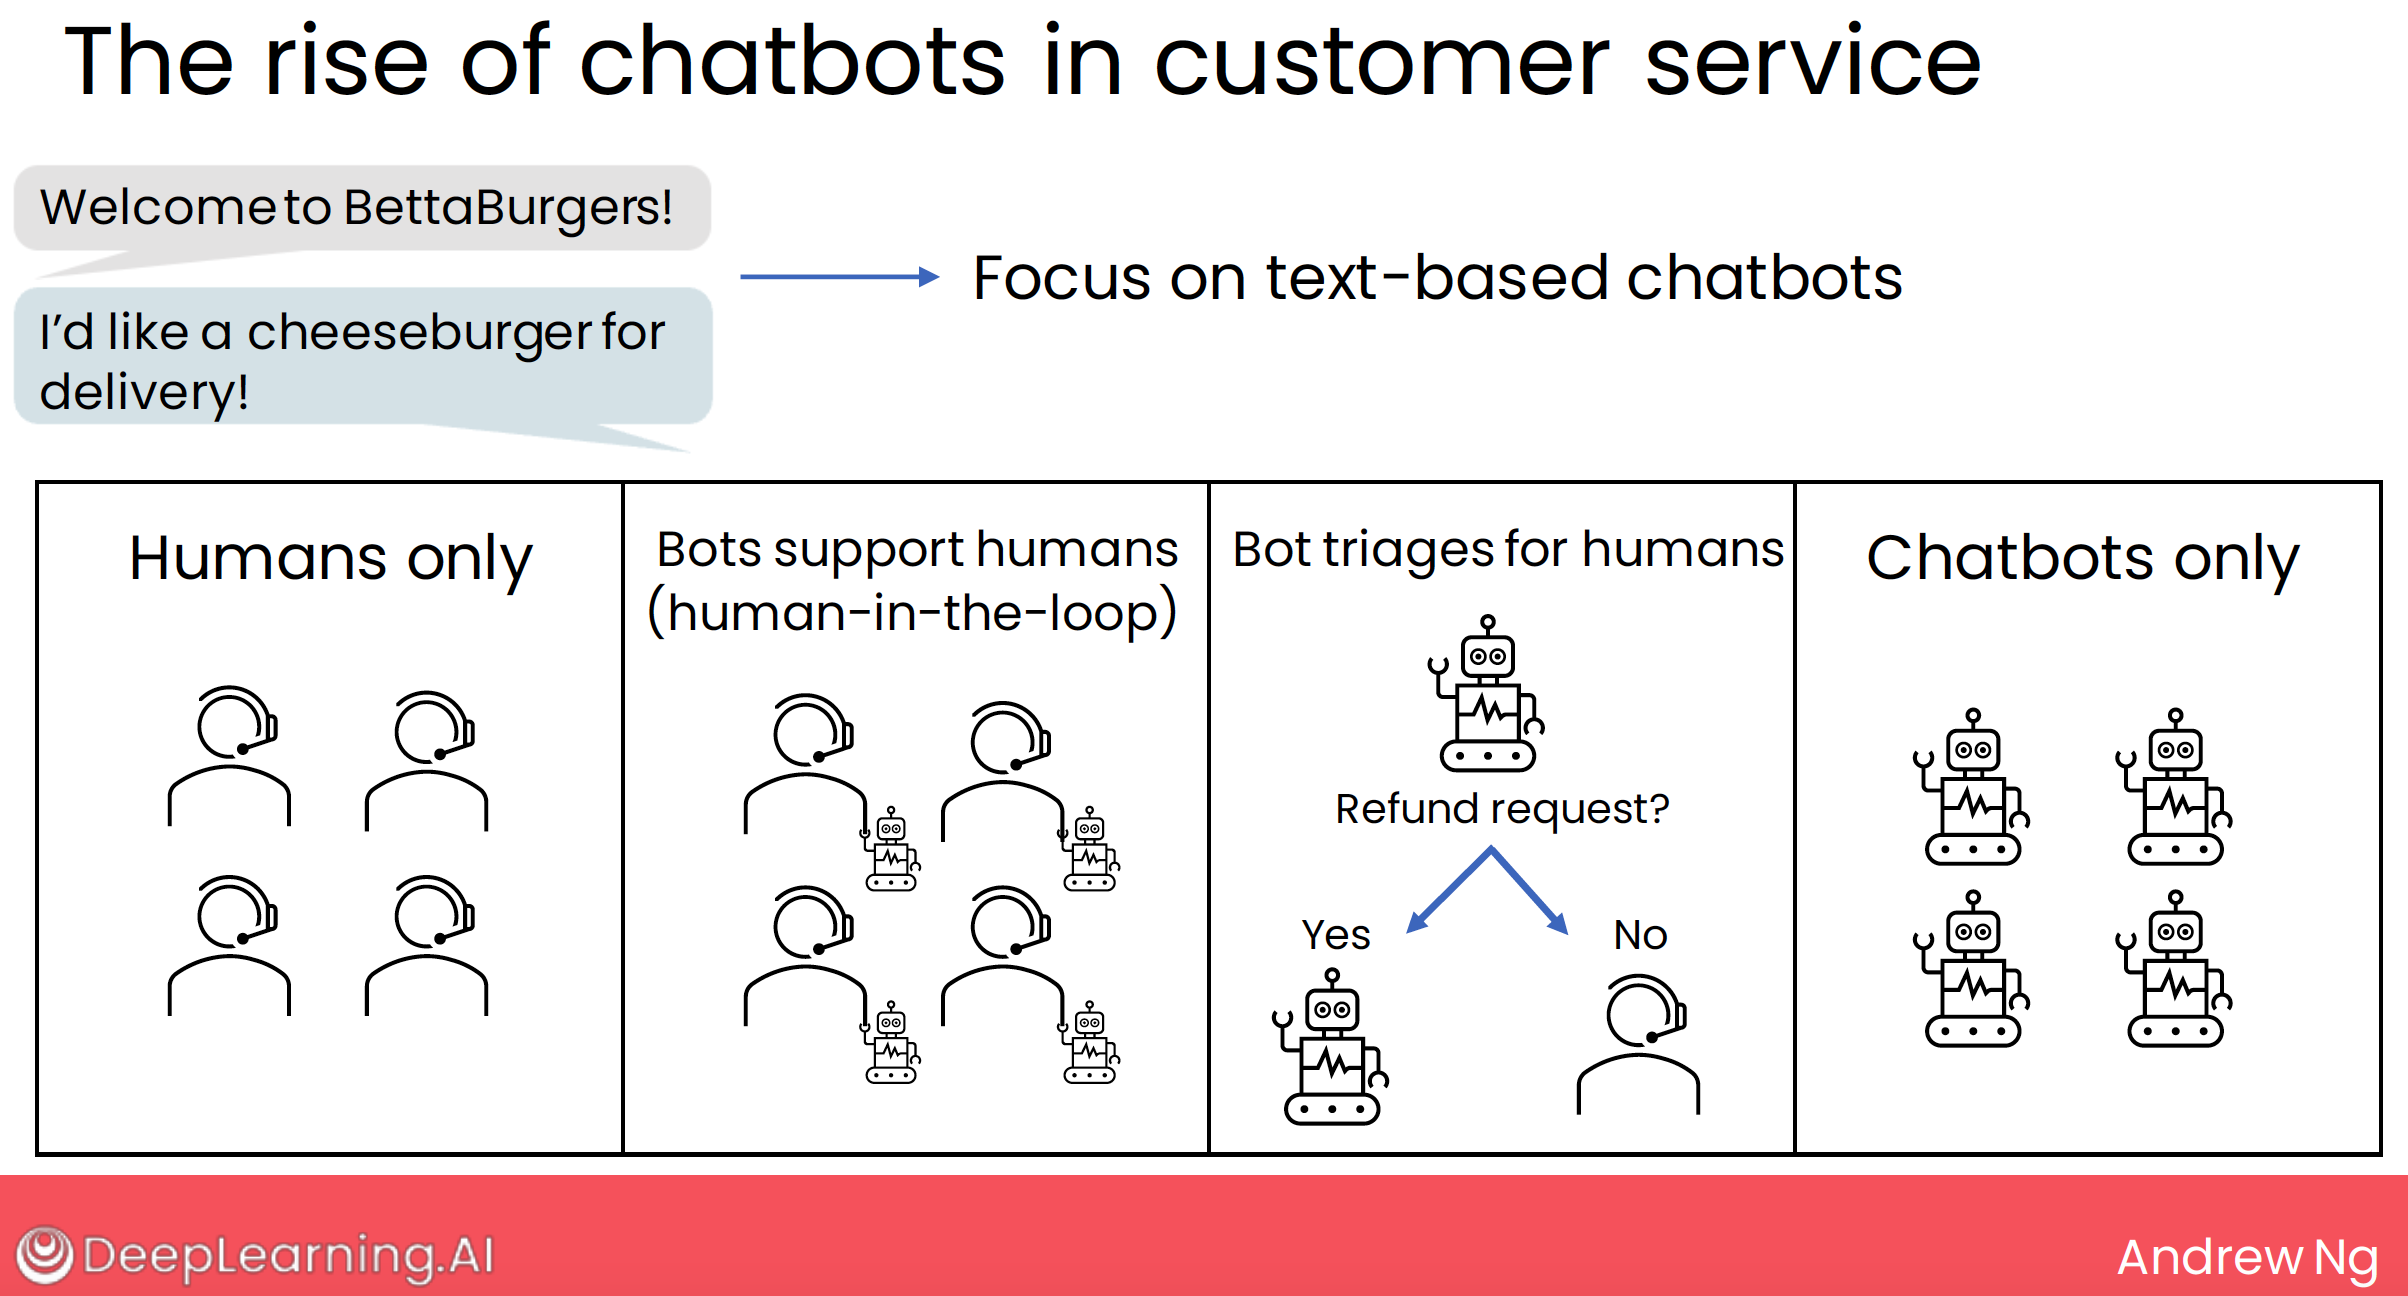 The rise of chatbots in customer service
Welcome to BettaBurgers!
I'd like a cheeseburger for
delivery!
Focus on text-based chatbots
Humans only
Bots support humans
(human-in-the-loop)
Bot triages for humans
Refund request?
Yes
No
Chatbots only
DeepLearning.AI
Andrew Ng